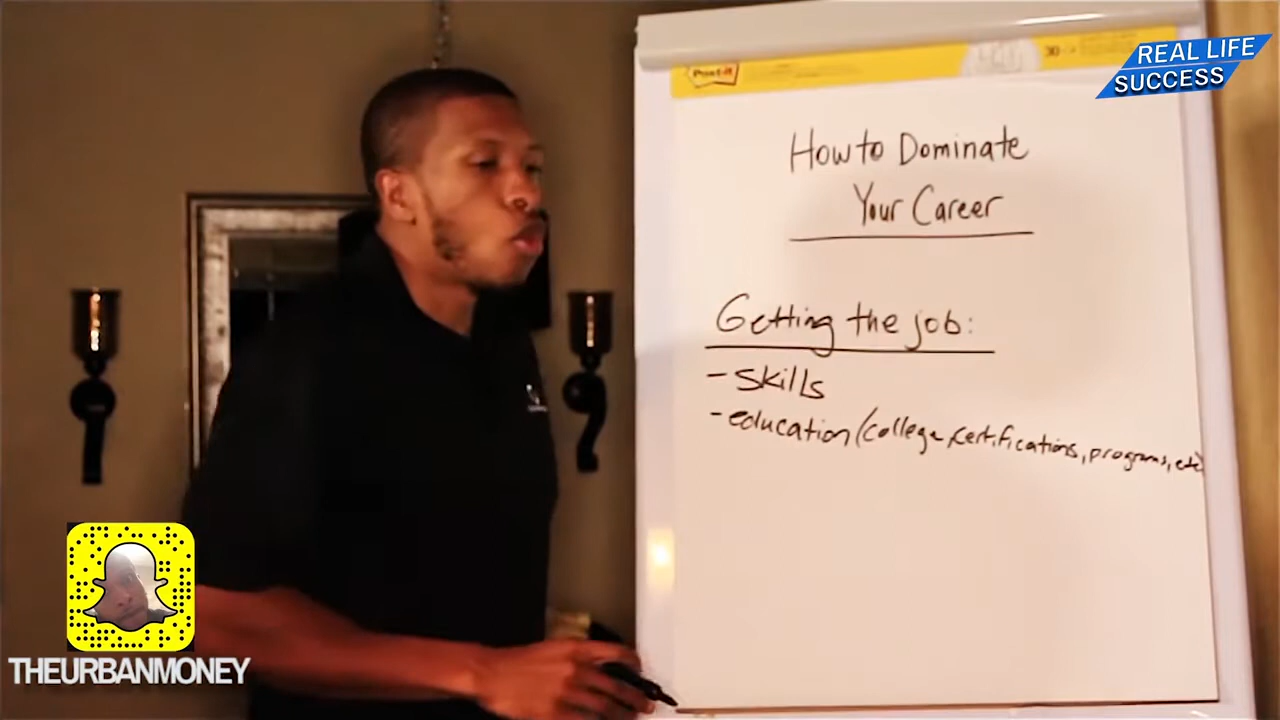 REAL LIFE
SUCCESS
Post-it
30
How to Dominate
Your Career
Getting the job:
-skills
-education (college, certifications, programs, etc)
THEURBANMONEY